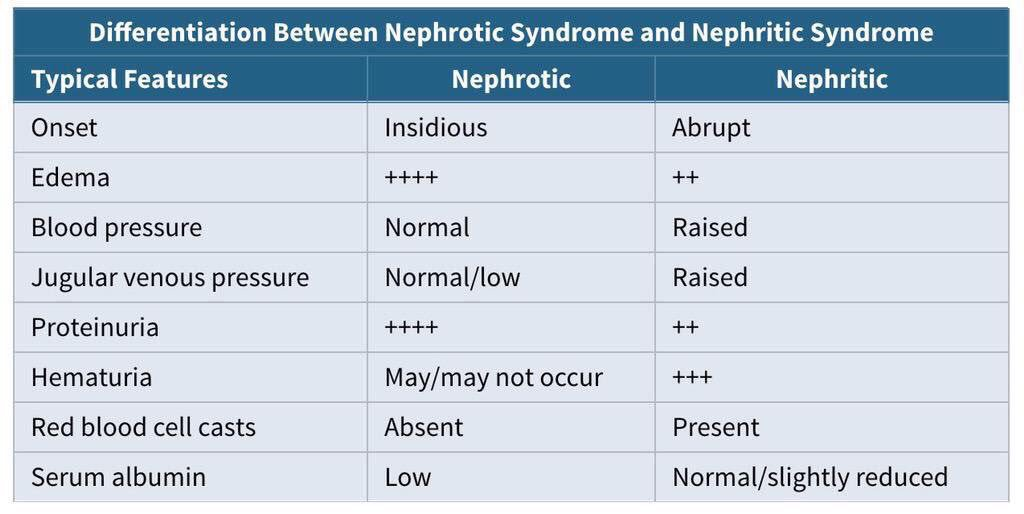 Differentiation Between Nephrotic Syndrome and Nephritic Syndrome
Typical Features Nephrotic Nephritic
Onset Insidious Abrupt
Edema ++++ ++
Blood pressure Normal Raised
Jugular venous pressure Normal/low Raised
Proteinuria ++++ ++
Hematuria May/may not occur +++
Red blood cell casts Absent Present
Serum albumin Low Normal/slightly reduced